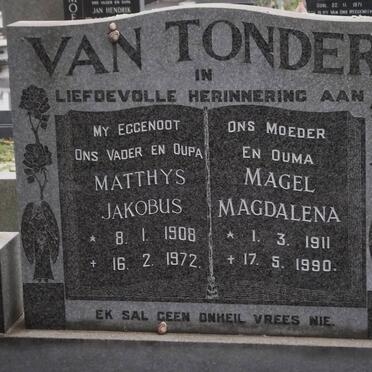 JAN HENDRIK
VAN TONDER
IN
LIEFDEVOLLE HERINNERING AAN
MY EGGENOOT
ONS VADER EN OUPA
MATTHYS
JAKOBUS
* 8. 1. 1908
+ 16. 2. 1972.
ONS MOEDER
EN OUMA
MAGEL
MAGDALENA
* 1. 3. 1911
+ 17. 5. 1990.
EK SAL GEEN ONHEIL VREES NIE.